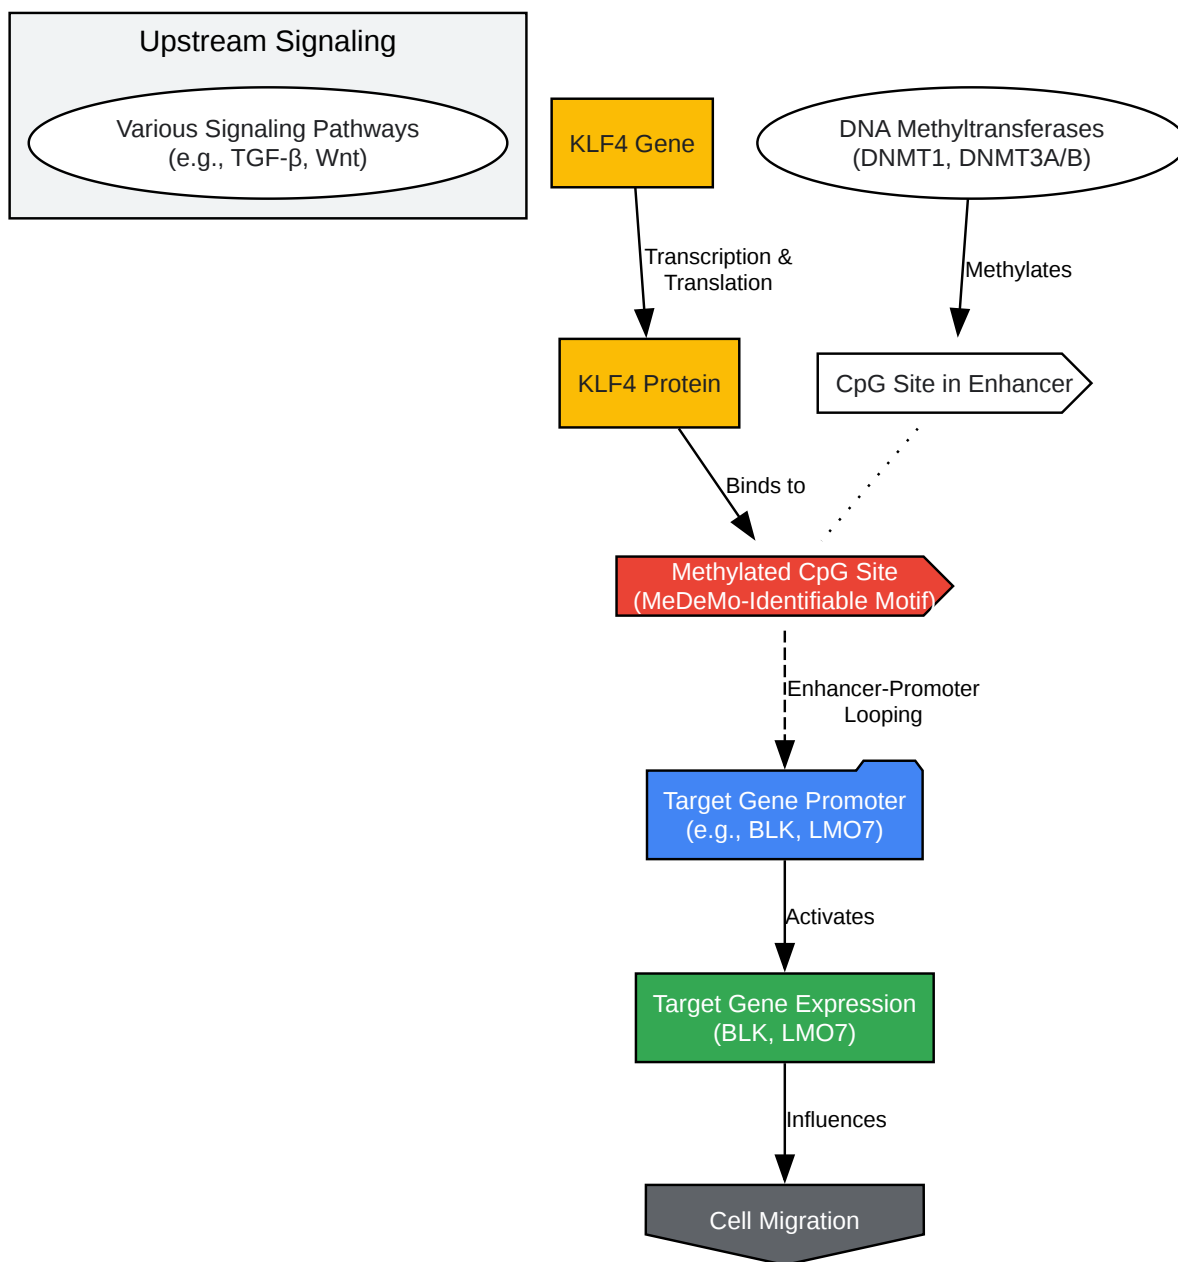 Upstream Signaling
Various Signaling Pathways
(e.g., TGF-β, Wnt)
KLF4 Gene
DNA Methyltransferases
(DNMT1, DNMT3A/B)
Transcription &
Translation
Methylates
KLF4 Protein
CpG Site in Enhancer
Binds to
Methylated CpG Site
(MeDeMo-Identifiable Motif)
Enhancer-Promoter
Looping
Target Gene Promoter
(e.g., BLK, LMO7)
Activates
Target Gene Expression
(BLK, LMO7)
Influences
Cell Migration